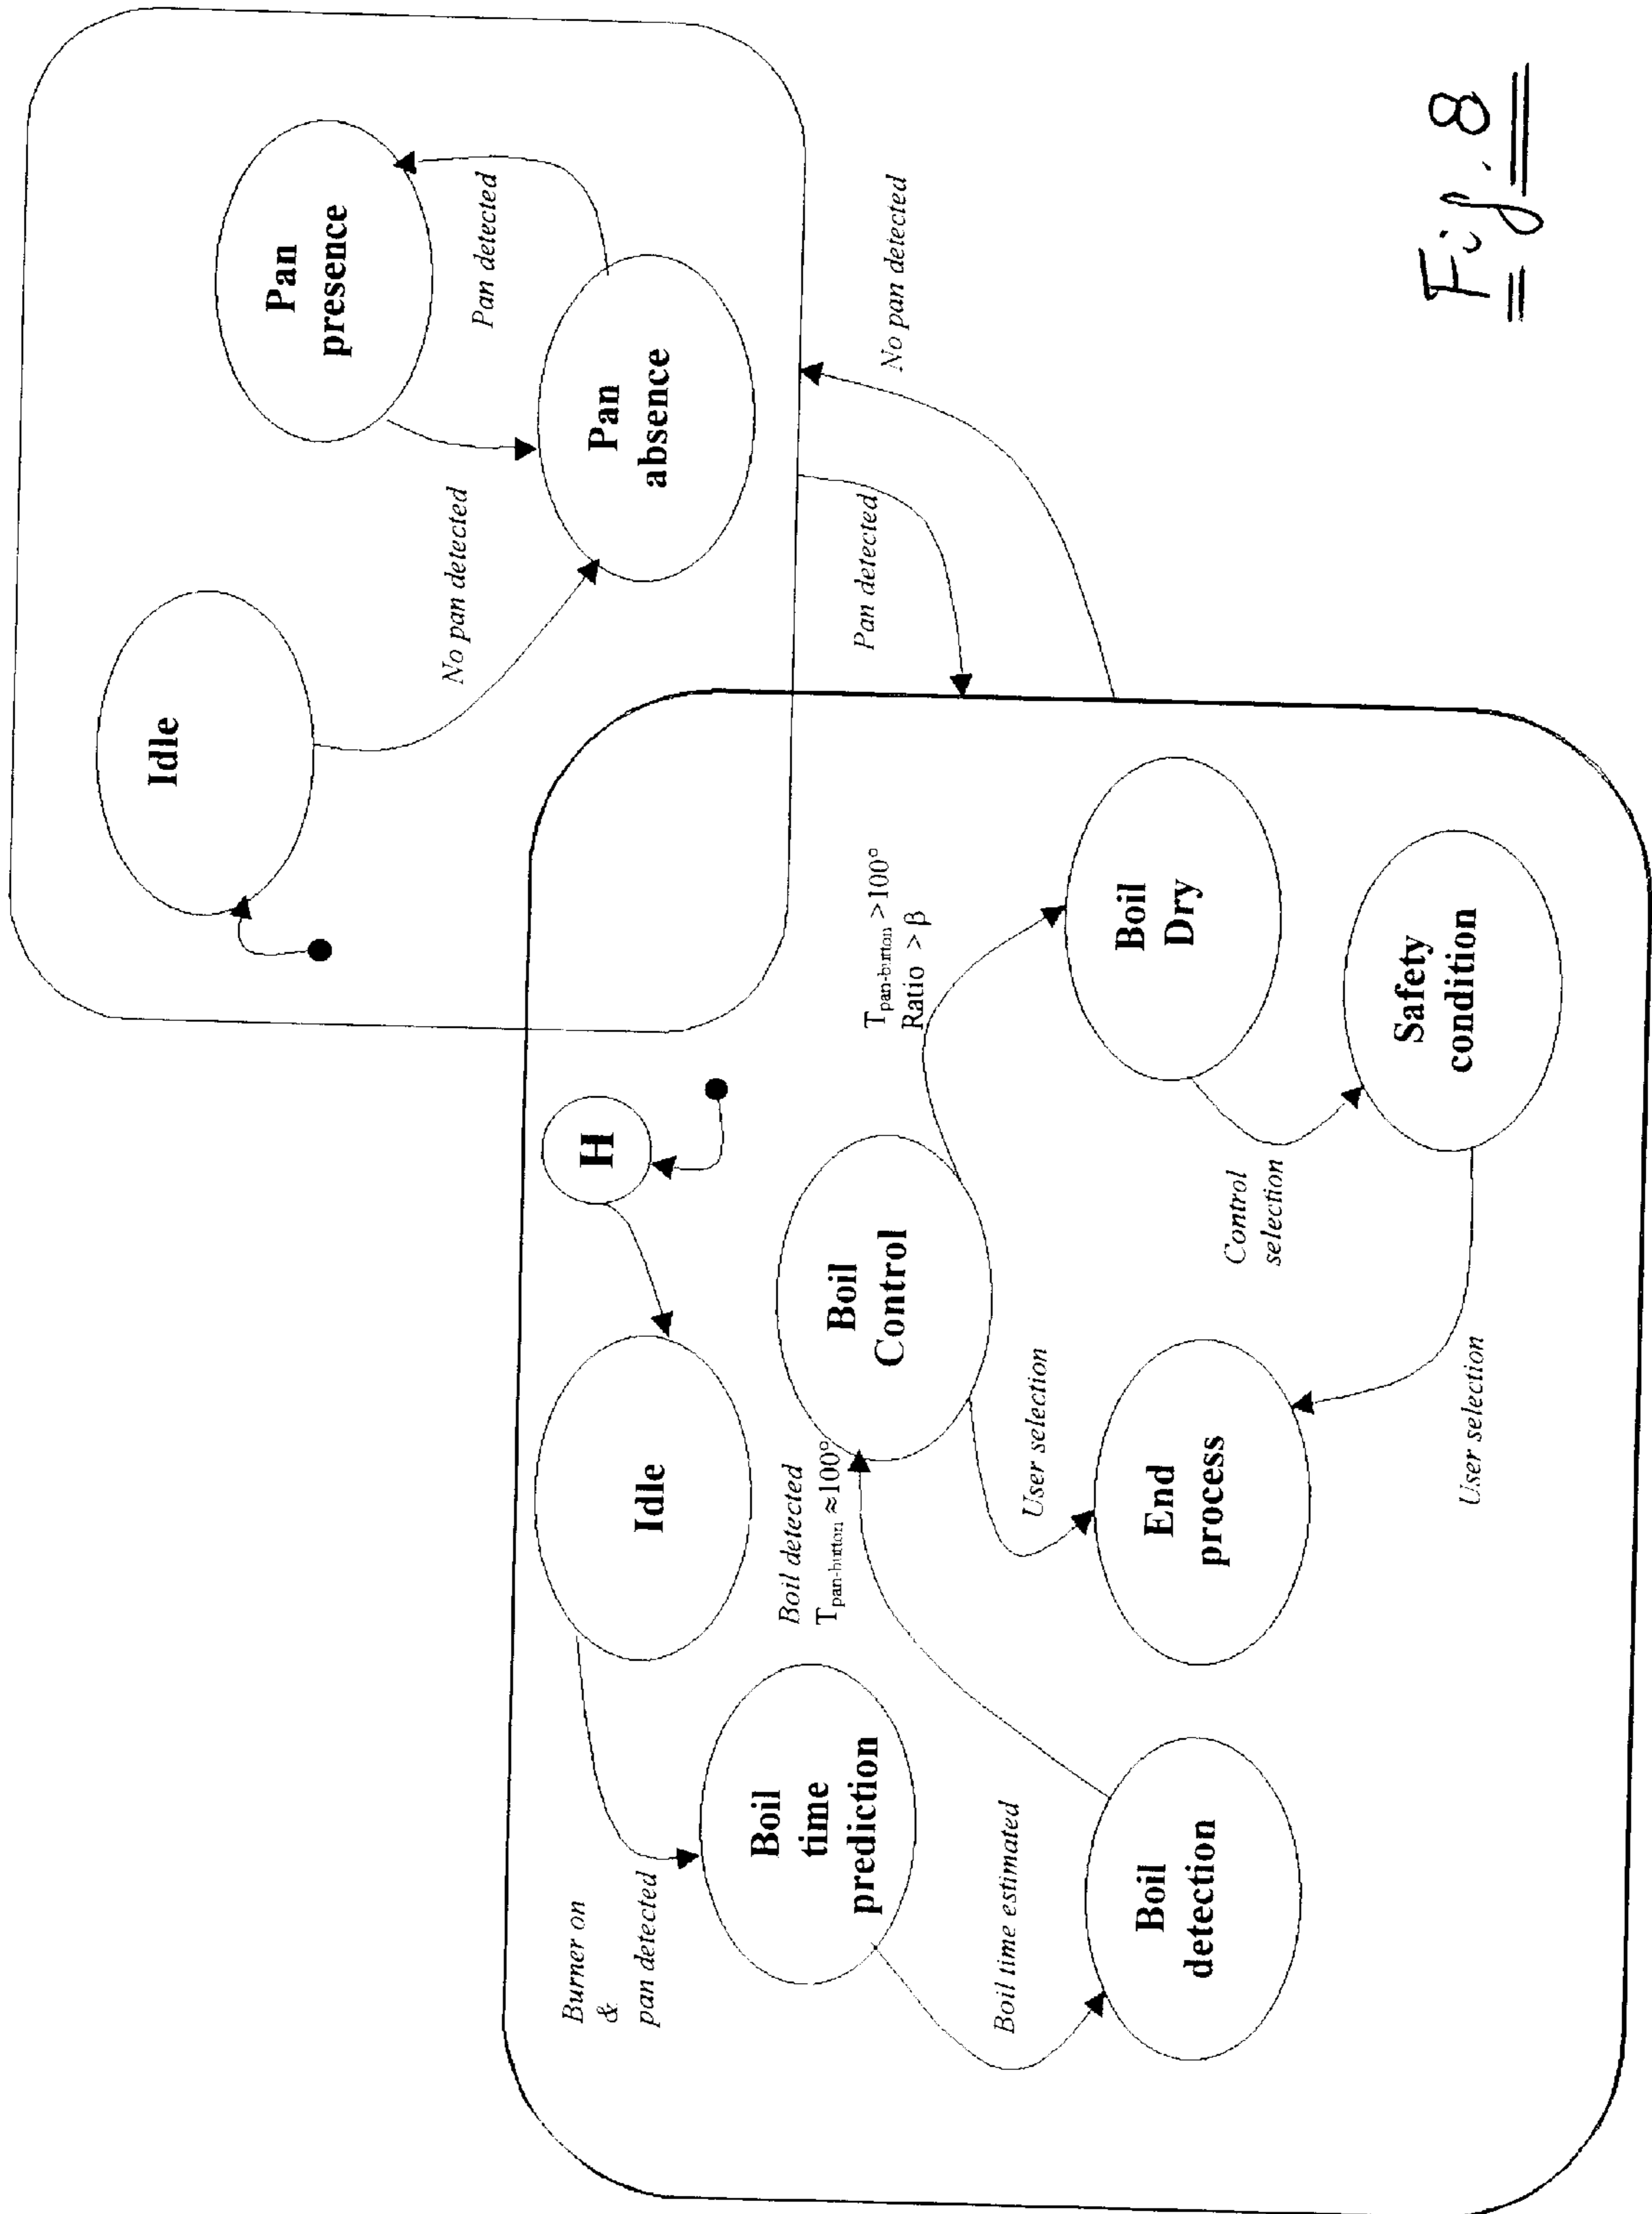 Idle
No pan detected
Pan
presence
Pan detected
Pan
absence
Pan detected
No pan detected
H
Idle
Burner on
&
pan detected
Boil
time
prediction
Boil detected
Tpan-button ≈100°
Boil
Control
Tpan-button >100°
Ratio > β
Boil time estimated
Boil
detection
User selection
End
process
Boil
Dry
Control
selection
Safety
condition
User selection
Fig. 8